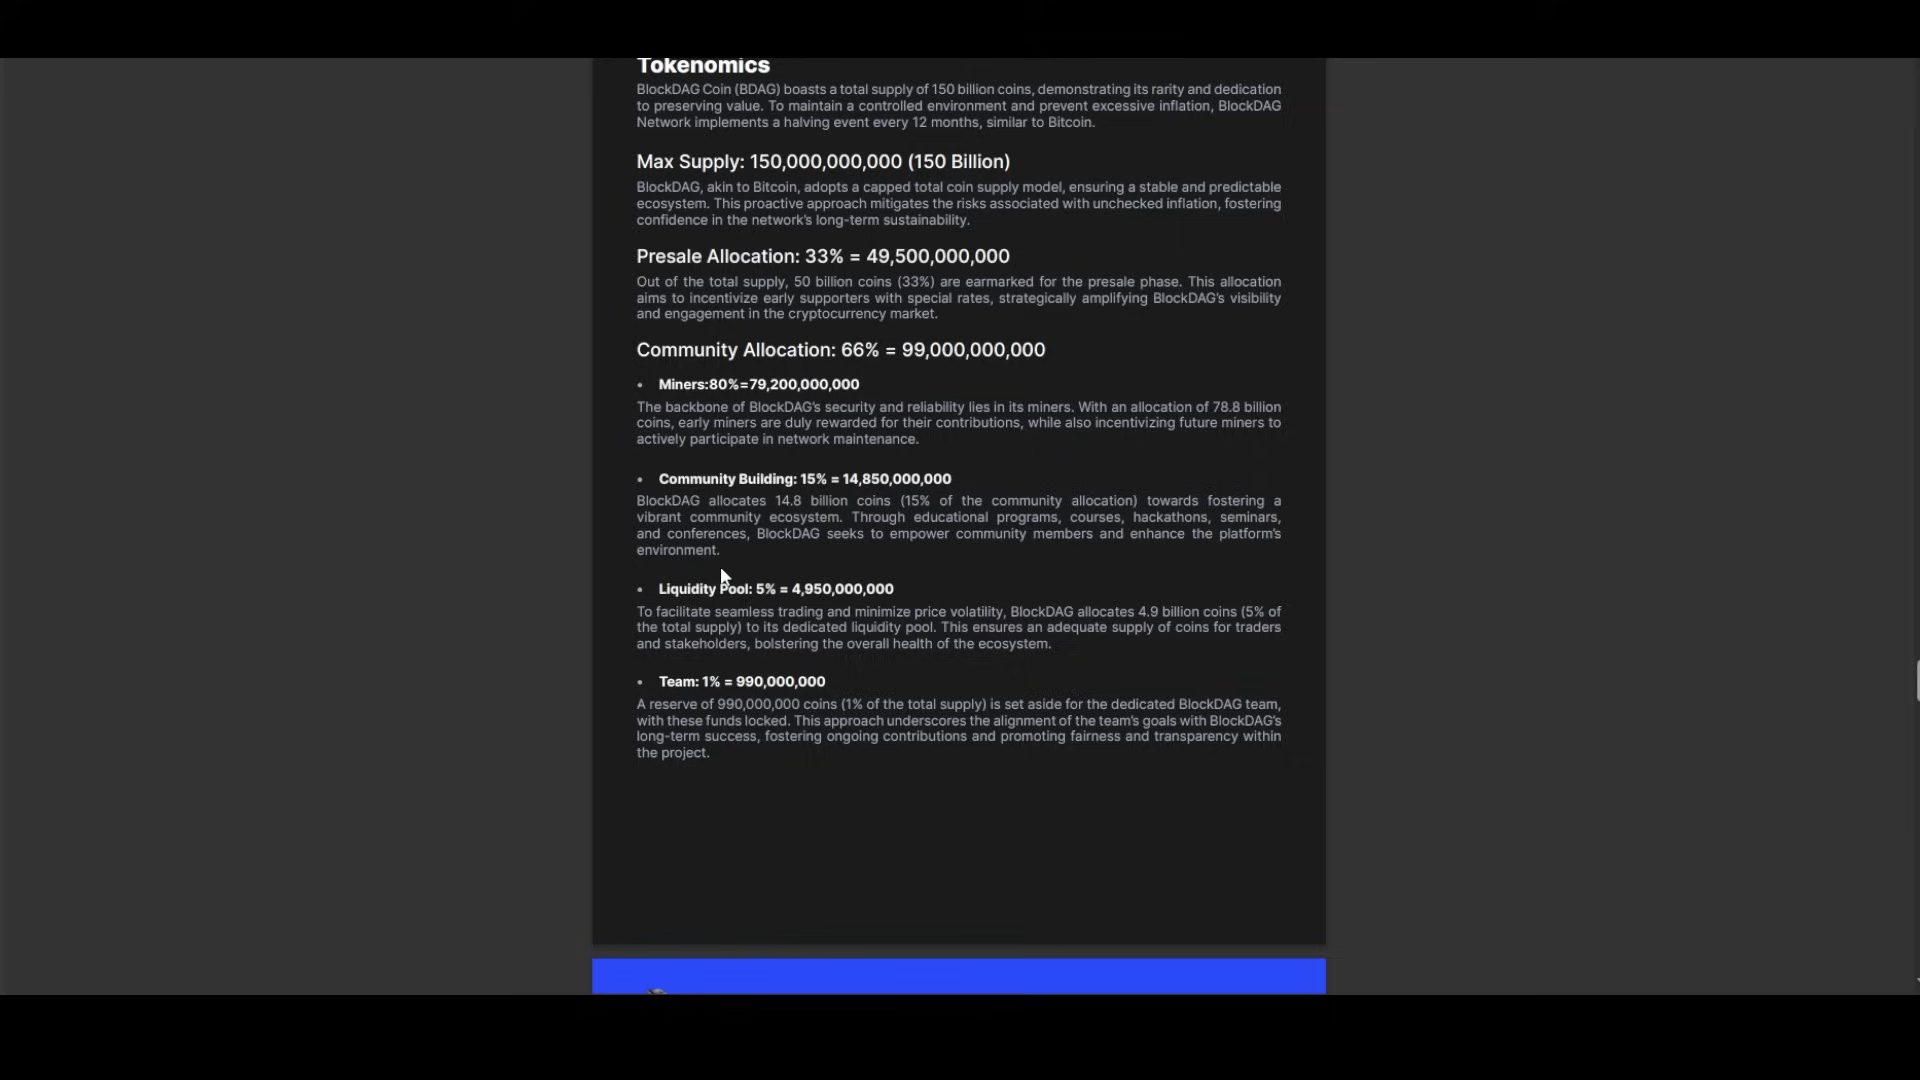 Tokenomics
BlockDAG Coin (BDAG) boasts a total supply of 150 billion coins, demonstrating its rarity and dedication
to preserving value. To maintain a controlled environment and prevent excessive inflation, BlockDAG
Network implements a halving event every 12 months, similar to Bitcoin.
Max Supply: 150,000,000,000 (150 Billion)
BlockDAG, akin to Bitcoin, adopts a capped total coin supply model, ensuring a stable and predictable
ecosystem. This proactive approach mitigates the risks associated with unchecked inflation, fostering
confidence in the network's long-term sustainability.
Presale Allocation: 33% = 49,500,000,000
Out of the total supply, 50 billion coins (33%) are earmarked for the presale phase. This allocation
aims to incentivize early supporters with special rates, strategically amplifying BlockDAG's visibility
and engagement in the cryptocurrency market.
Community Allocation: 66% = 99,000,000,000
• Miners:80%=79,200,000,000
The backbone of BlockDAG's security and reliability lies in its miners. With an allocation of 78.8 billion
coins, early miners are duly rewarded for their contributions, while also incentivizing future miners to
actively participate in network maintenance.
• Community Building: 15% = 14,850,000,000
BlockDAG allocates 14.8 billion coins (15% of the community allocation) towards fostering a
vibrant community ecosystem. Through educational programs, courses, hackathons, seminars,
and conferences, BlockDAG seeks to empower community members and enhance the platform's
environment.
• Liquidity Pool: 5% = 4,950,000,000
To facilitate seamless trading and minimize price volatility, BlockDAG allocates 4.9 billion coins (5% of
the total supply) to its dedicated liquidity pool. This ensures an adequate supply of coins for traders
and stakeholders, bolstering the overall health of the ecosystem.
• Team: 1% = 990,000,000
A reserve of 990,000,000 coins (1% of the total supply) is set aside for the dedicated BlockDAG team,
with these funds locked. This approach underscores the alignment of the team's goals with BlockDAG's
long-term success, fostering ongoing contributions and promoting fairness and transparency within
the project.